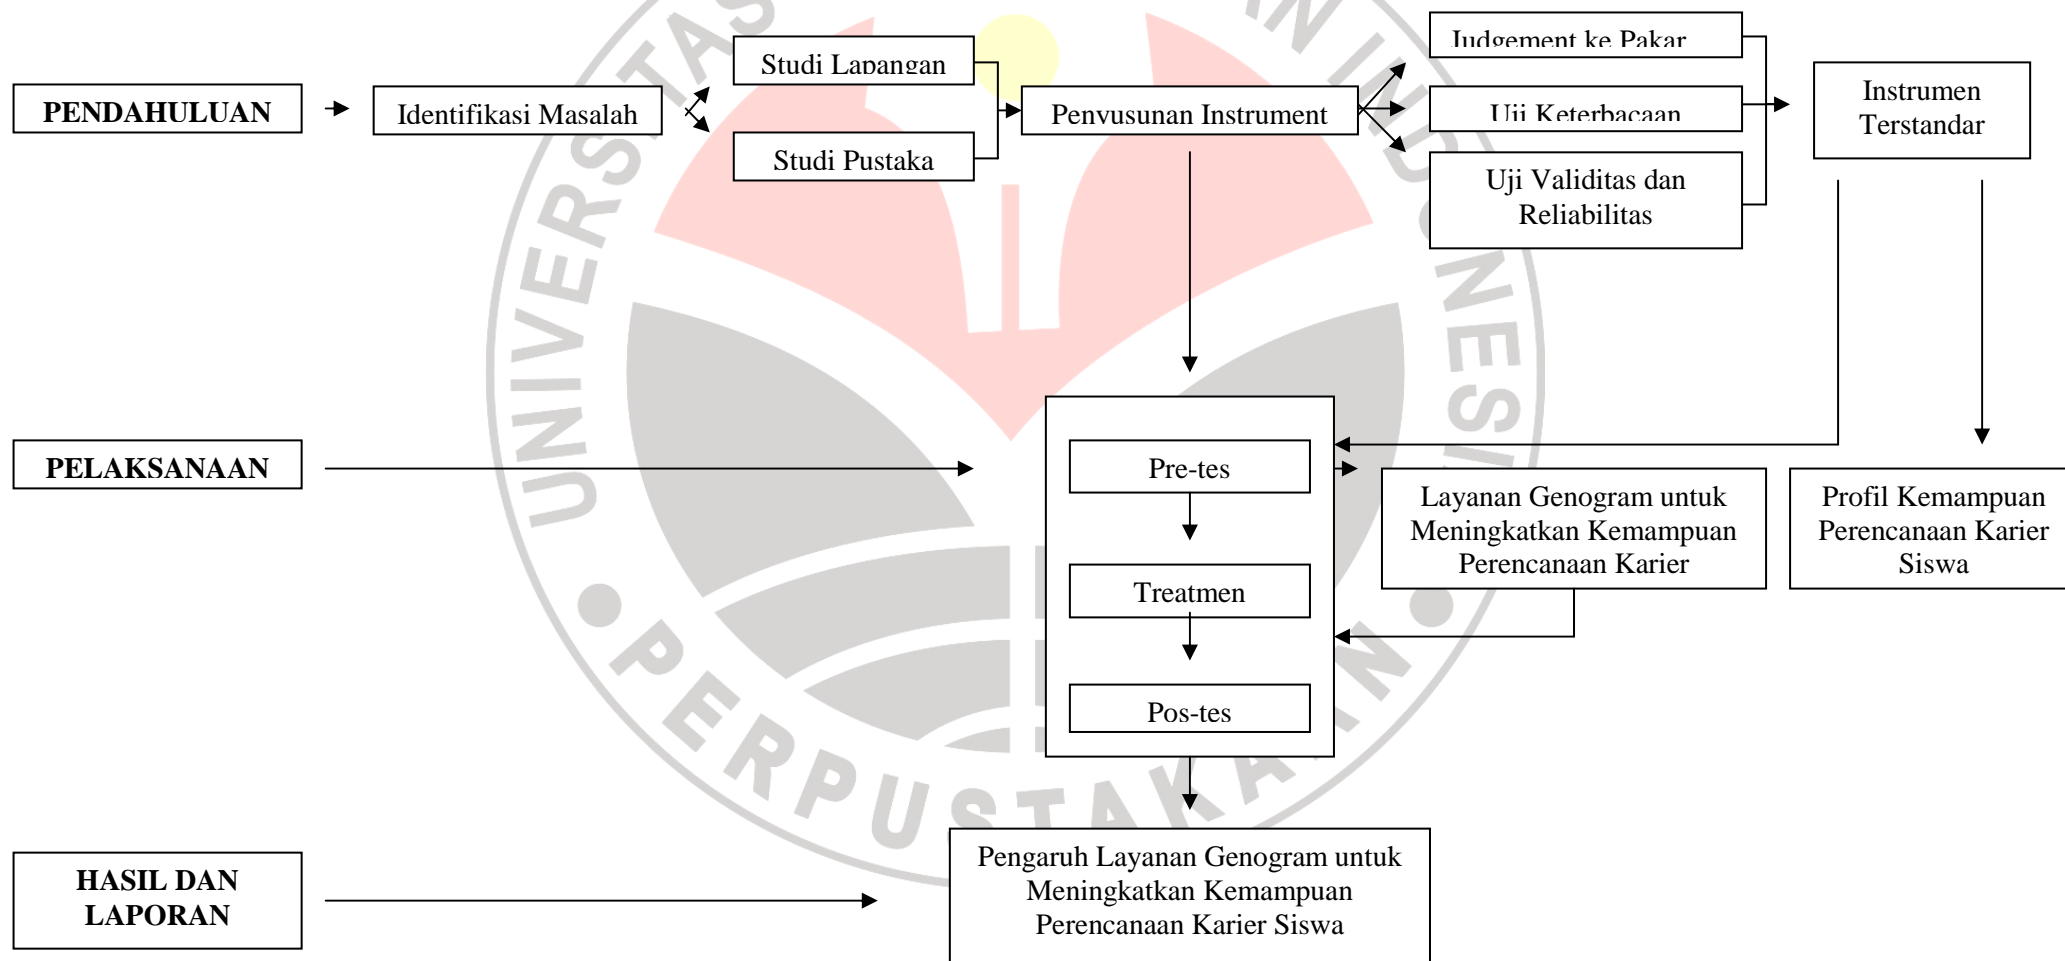 PENDAHULUAN
Identifikasi Masalah
Studi Lapangan
Studi Pustaka
Penyusunan Instrument
Judgement ke Pakar
Uji Keterbacaan
Uji Validitas dan
Reliabilitas
Instrumen
Terstandar
PELAKSANAAN
Pre-tes
Treatmen
Pos-tes
Layanan Genogram untuk
Meningkatkan Kemampuan
Perencanaan Karier
Profil Kemampuan
Perencanaan Karier
Siswa
HASIL DAN
LAPORAN
Pengaruh Layanan Genogram untuk
Meningkatkan Kemampuan
Perencanaan Karier Siswa
PERPUSTAKAAN